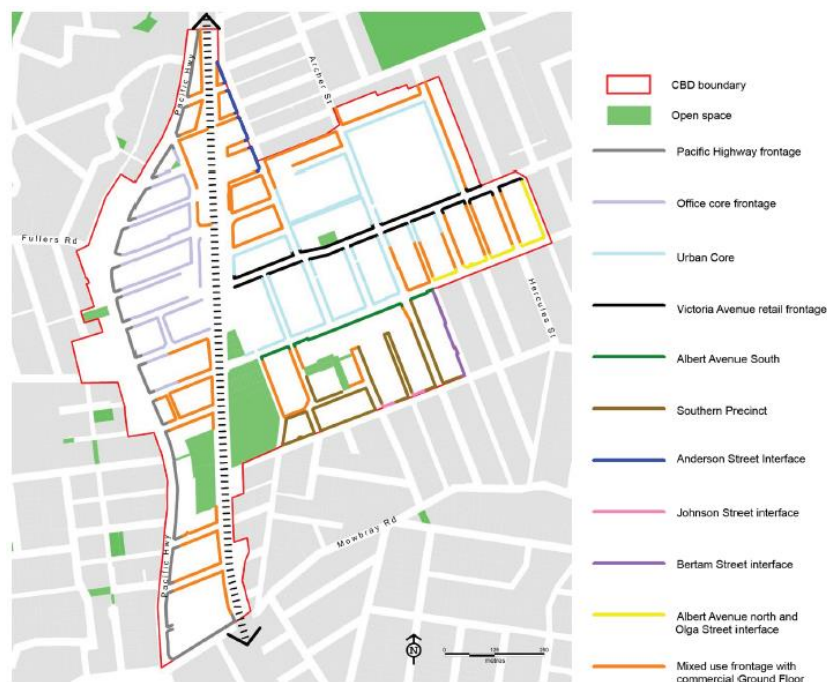 Pacific Hwy
Archer St
Fullers Rd
Hercules St
Mowbray Rd
Pacific Hwy
N
0
metres
CBD boundary
Open space
Pacific Highway frontage
Office core frontage
Urban Core
Victoria Avenue retail frontage
Albert Avenue South
Southern Precinct
Anderson Street Interface
Johnson Street interface
Bertam Street interface
Albert Avenue north and
Olga Street interface
Mixed use frontage with
commercial Ground Floor